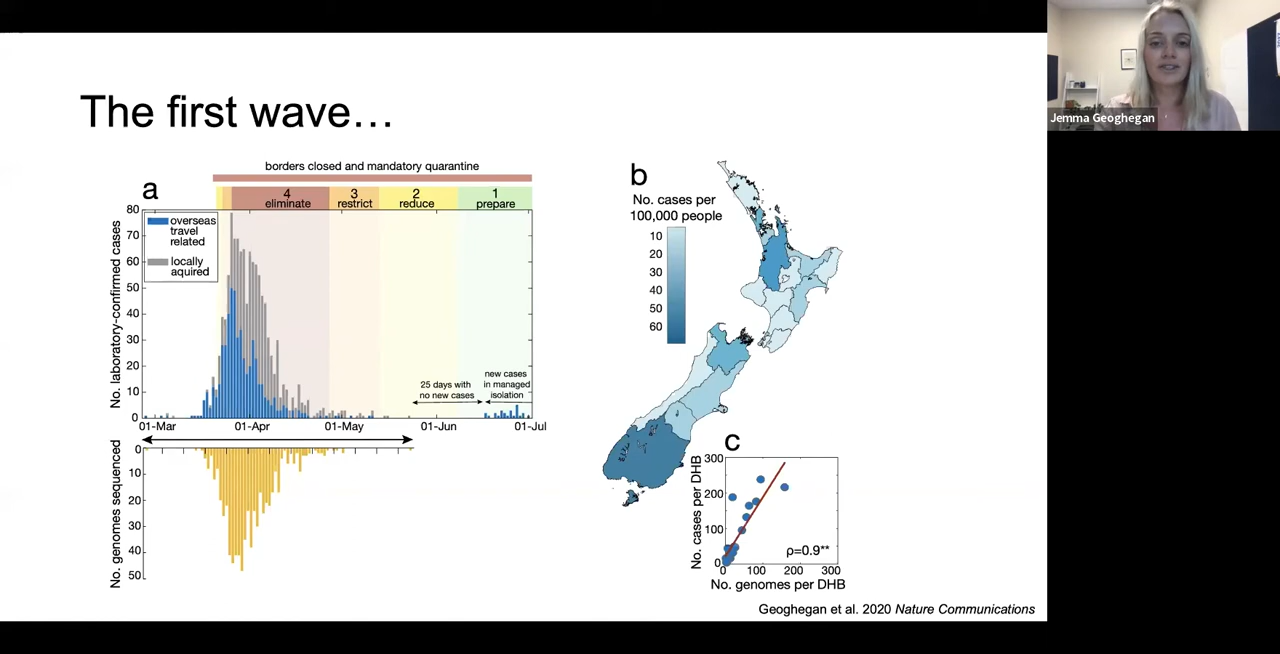 The first wave…
Jemma Geoghegan
borders closed and mandatory quarantine
a
4
eliminate
3
restrict
2
reduce
1
prepare
No. laboratory-confirmed cases
80
70
60
50
40
30
20
10
0
overseas
travel
related
locally
aquired
25 days with
no new cases
new cases
in managed
isolation
01-Mar
01-Apr
01-May
01-Jun
01-Jul
No. genomes sequenced
0
10
20
30
40
50
b
No. cases per
100,000 people
10
20
30
40
50
60
c
No. cases per DHB
300
200
100
0
ρ=0.9**
0
100
200
300
No. genomes per DHB
Geoghegan et al. 2020 Nature Communications